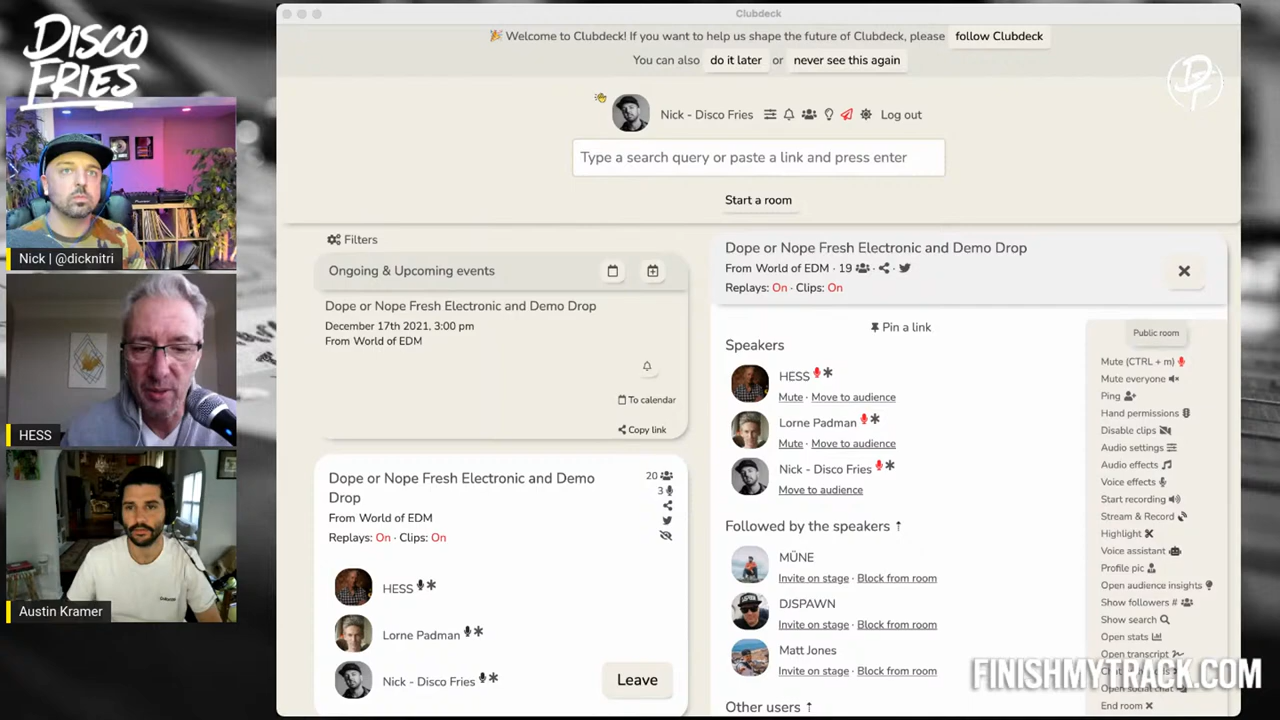 DISCO
FRIES
Nick | @dicknitri
HESS
Austin Kramer
Clubdeck
🎉 Welcome to Clubdeck! If you want to help us shape the future of Clubdeck, please follow Clubdeck
You can also do it later or never see this again
DF
Nick - Disco Fries Log out
Type a search query or paste a link and press enter
Start a room
Filters
Ongoing & Upcoming events
Dope or Nope Fresh Electronic and Demo Drop
December 17th 2021, 3:00 pm
From World of EDM
To calendar
Copy link
Dope or Nope Fresh Electronic and Demo
Drop
20
3
From World of EDM
Replays: On · Clips: On
HESS
Lorne Padman
Nick - Disco Fries
Leave
Dope or Nope Fresh Electronic and Demo Drop
From World of EDM · 19
Replays: On · Clips: On
Pin a link
Speakers
HESS
Mute · Move to audience
Lorne Padman
Mute · Move to audience
Nick - Disco Fries
Move to audience
Followed by the speakers ↑
MÜNE
Invite on stage · Block from room
DJSPAWN
Invite on stage · Block from room
Matt Jones
Invite on stage · Block from room
Other users ↑
Public room
Mute (CTRL + m)
Mute everyone
Ping
Hand permissions
Disable clips
Audio settings
Audio effects
Voice effects
Start recording
Stream & Record
Highlight
Voice assistant
Profile pic
Open audience insights
Show followers #
Show search
Open stats
Open transcript
Open social chat
End room
FINISHMYTRACK.COM